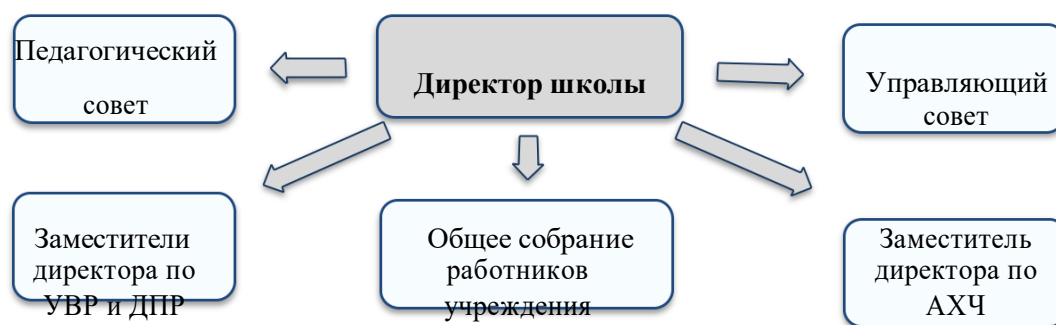 Педагогический
совет
Директор школы
Управляющий
совет
Заместители
директора по
УВР и ДПР
Общее собрание
работников
учреждения
Заместитель
директора по
АХЧ